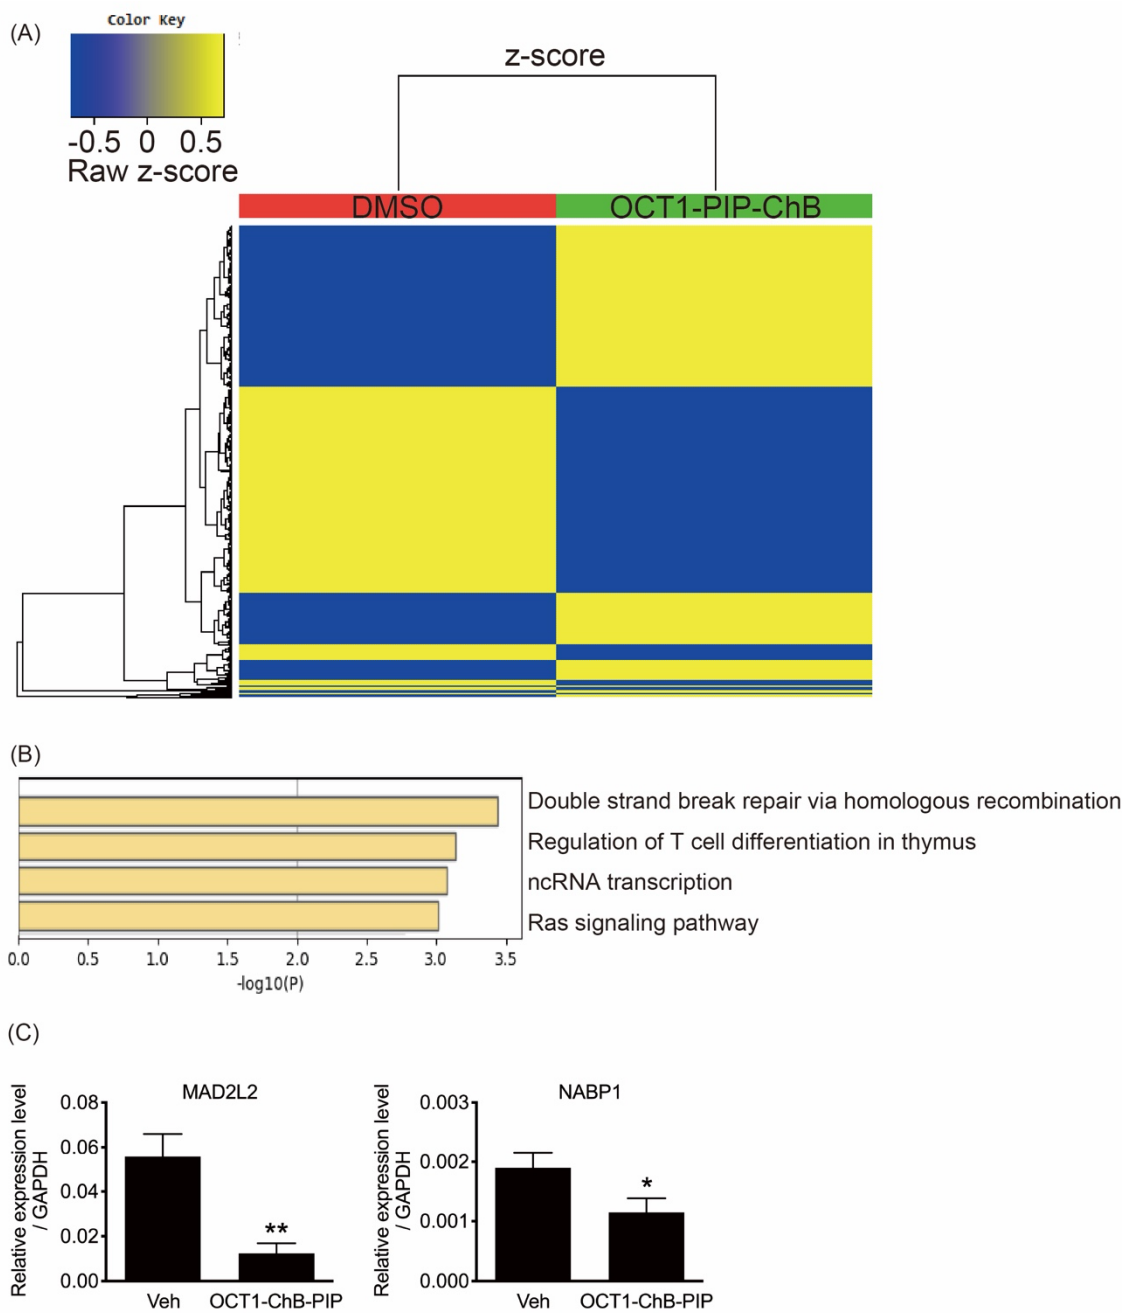 (A)
Color Key
-0.5 0 0.5
Raw z-score
z-score
DMSO OCT1-PIP-ChB
(B)
Double strand break repair via homologous recombination
Regulation of T cell differentiation in thymus
ncRNA transcription
Ras signaling pathway
0.0 0.5 1.0 1.5 2.0 2.5 3.0 3.5
-log10(P)
(C)
MAD2L2
Relative expression level
/ GAPDH
0.08
0.06
0.04
0.02
0.00
**
Veh OCT1-ChB-PIP
NABP1
Relative expression level
/ GAPDH
0.003
0.002
0.001
0.000
*
Veh OCT1-ChB-PIP